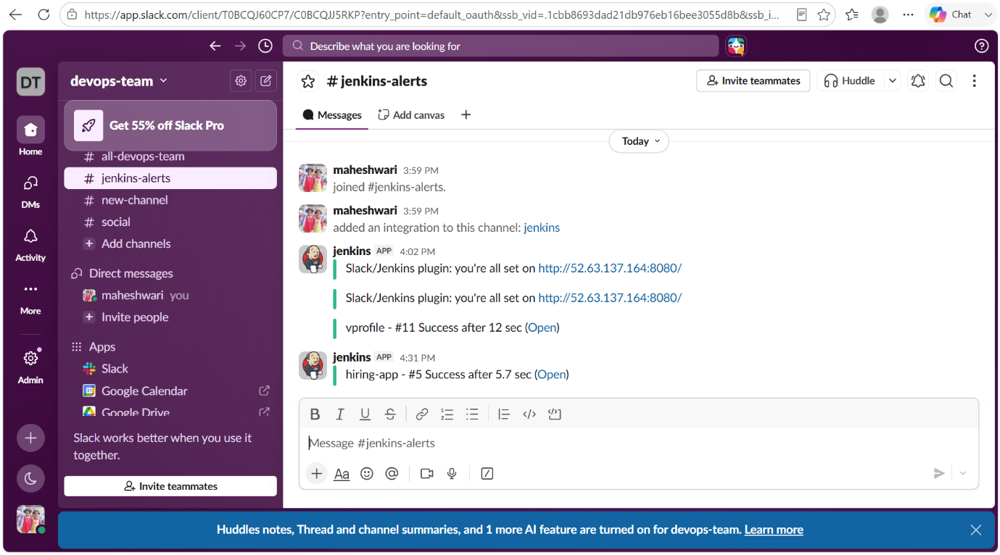 https://app.slack.com/client/T0BCQJ60CP7/C0BCQJJ5RKP?entry_point=default_oauth&ssb_vid=.1cbb8693dad21db976eb16bee3055d8b&ssb_i...
Chat
Describe what you are looking for
DT
Home
DMs
Activity
More
Admin
devops-team
Get 55% off Slack Pro
# all-devops-team
# jenkins-alerts
# new-channel
# social
+ Add channels
Direct messages
maheshwari you
+ Invite people
Apps
Slack
31 Google Calendar
Google Drive
Slack works better when you use it
together.
Invite teammates
# jenkins-alerts
Invite teammates
Huddle
Messages
Add canvas
Today
maheshwari 3:59 PM
joined #jenkins-alerts.
maheshwari 3:59 PM
added an integration to this channel: jenkins
jenkins APP 4:02 PM
Slack/Jenkins plugin: you're all set on http://52.63.137.164:8080/
Slack/Jenkins plugin: you're all set on http://52.63.137.164:8080/
vprofile - #11 Success after 12 sec (Open)
jenkins APP 4:31 PM
hiring-app - #5 Success after 5.7 sec (Open)
B I U S
Message #jenkins-alerts
+ Aa @
Huddles notes, Thread and channel summaries, and 1 more AI feature are turned on for devops-team. Learn more